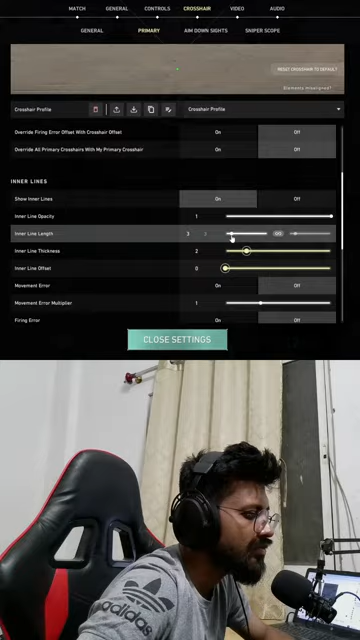 MATCH GENERAL CONTROLS CROSSHAIR VIDEO AUDIO
GENERAL PRIMARY AIM DOWN SIGHTS SNIPER SCOPE
RESET CROSSHAIR TO DEFAULT
Elements misaligned?
Crosshair Profile Crosshair Profile
Override Firing Error Offset With Crosshair Offset On Off
Override All Primary Crosshairs With My Primary Crosshair On Off
INNER LINES
Show Inner Lines On Off
Inner Line Opacity 1
Inner Line Length 3 3
Inner Line Thickness 2
Inner Line Offset 0
Movement Error On Off
Movement Error Multiplier 1
Firing Error On Off
CLOSE SETTINGS
adidas